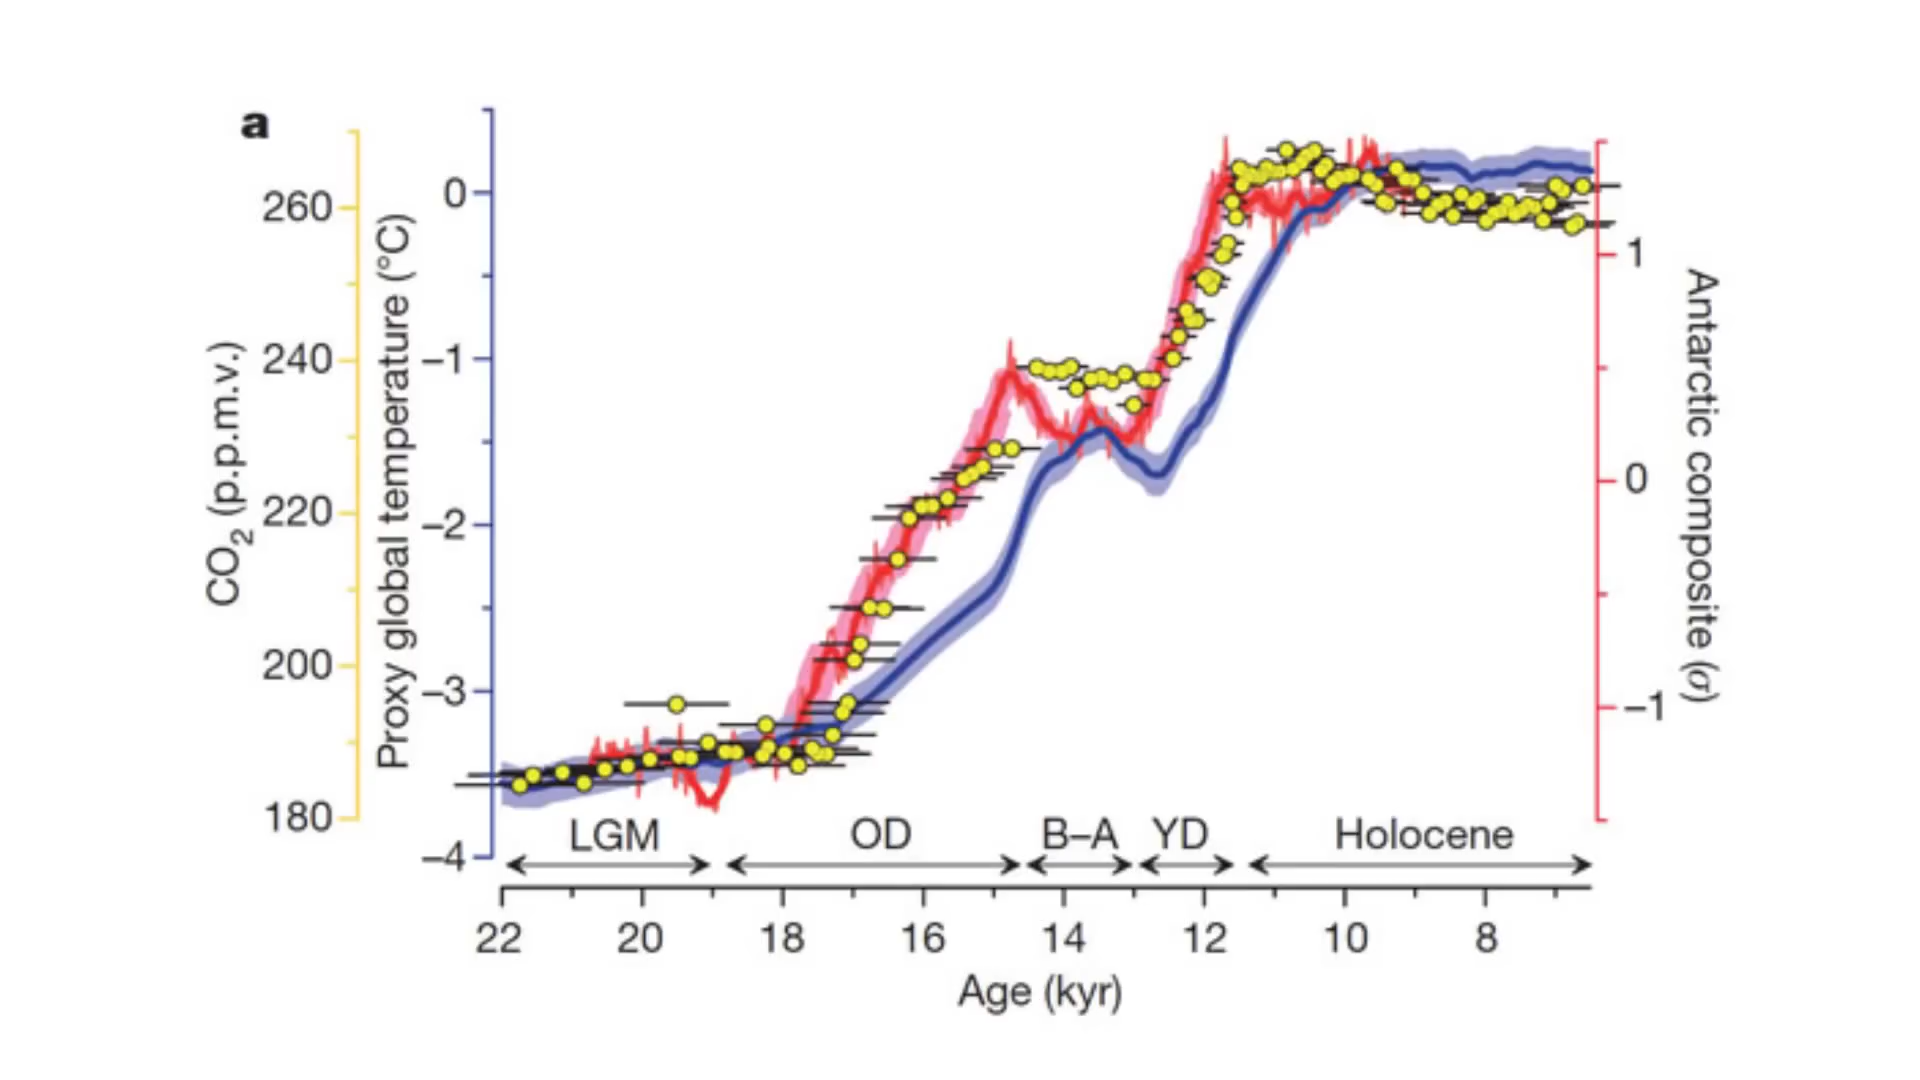 a
CO2 (p.p.m.v.)
260
240
220
200
180
Proxy global temperature (°C)
0
−1
−2
−3
−4
LGM
OD
B–A
YD
Holocene
22
20
18
16
14
12
10
8
Age (kyr)
1
0
−1
Antarctic composite (σ)